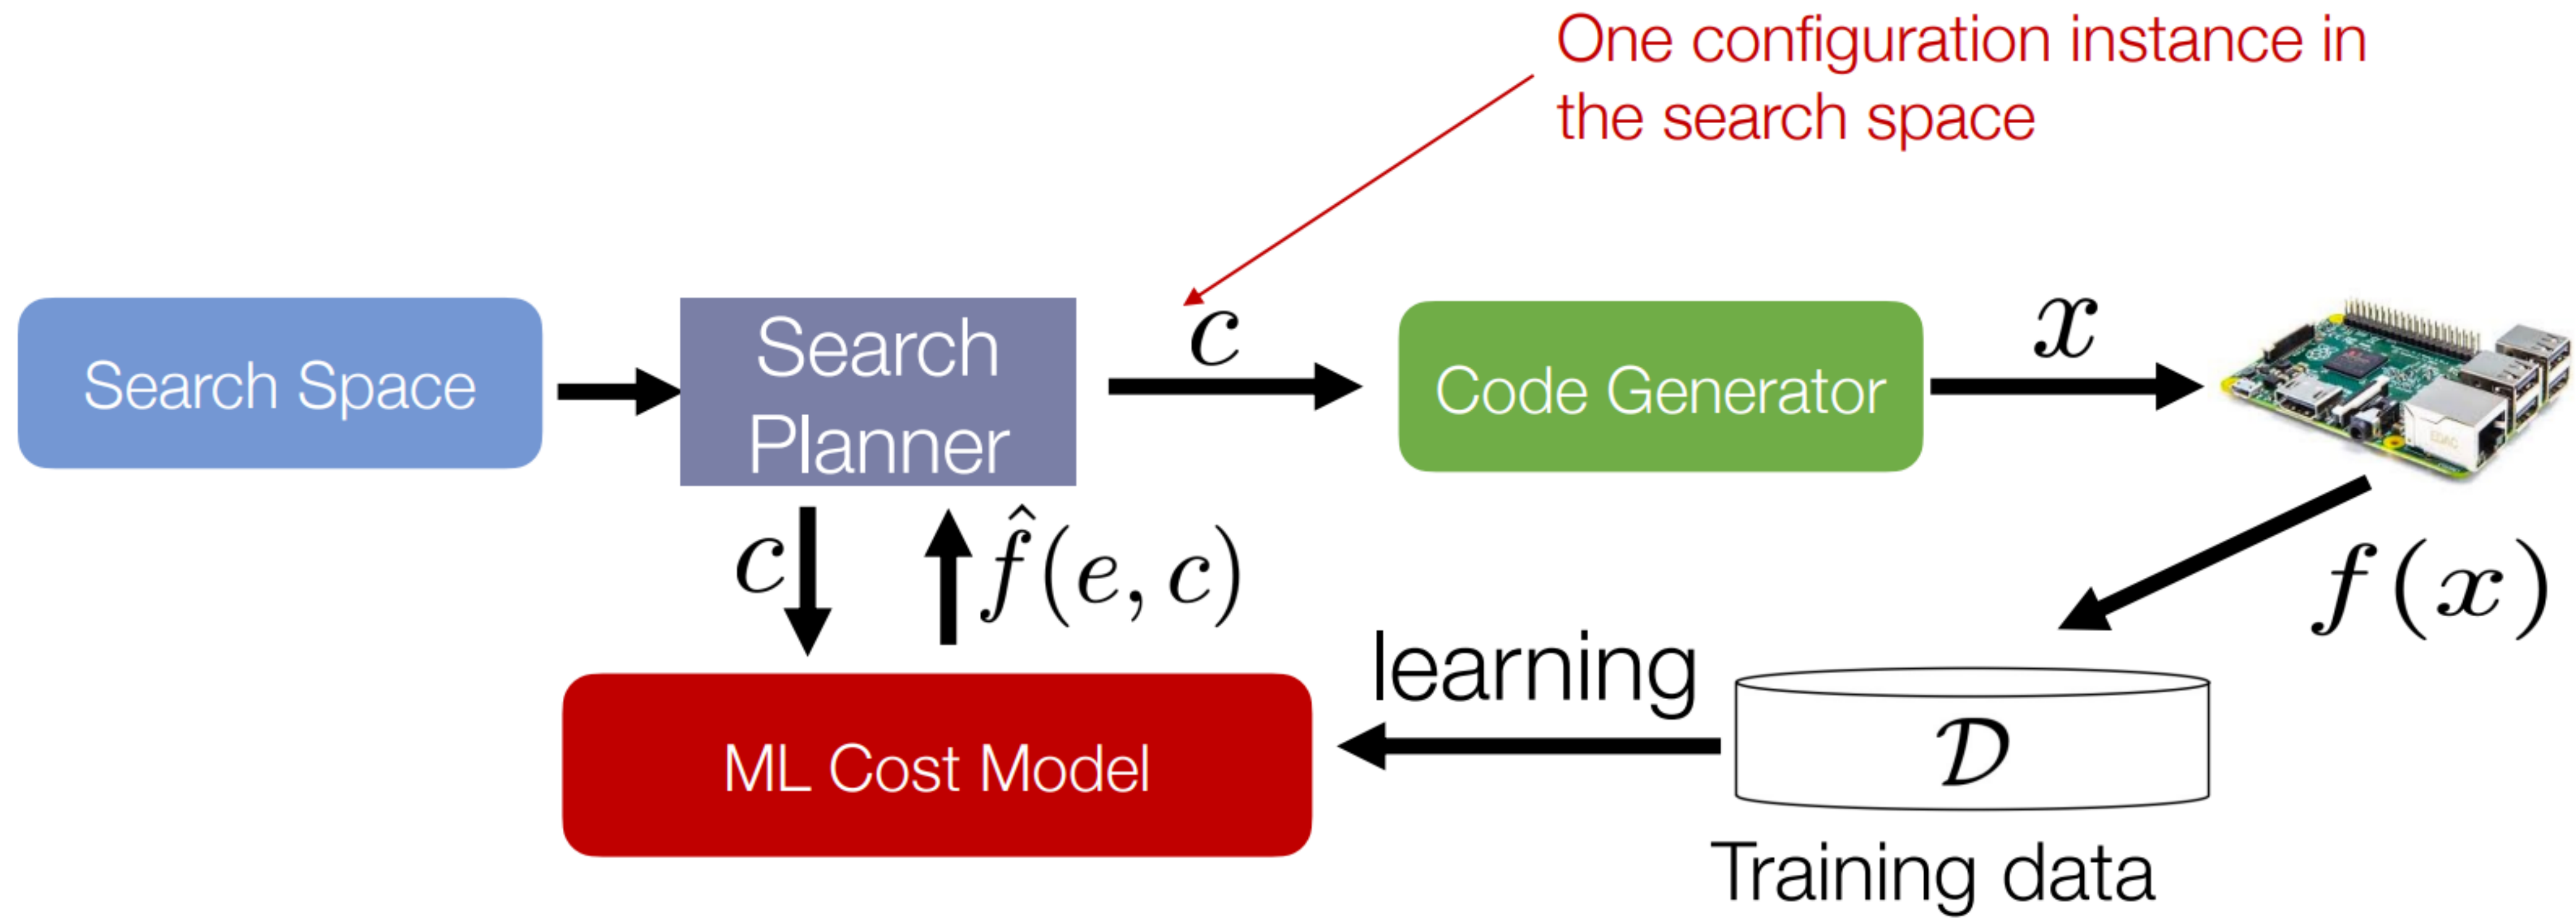 One configuration instance in
the search space
Search Space
Search
Planner
c
Code Generator
x
c
f̂(e, c)
f(x)
learning
ML Cost Model
𝒟
Training data